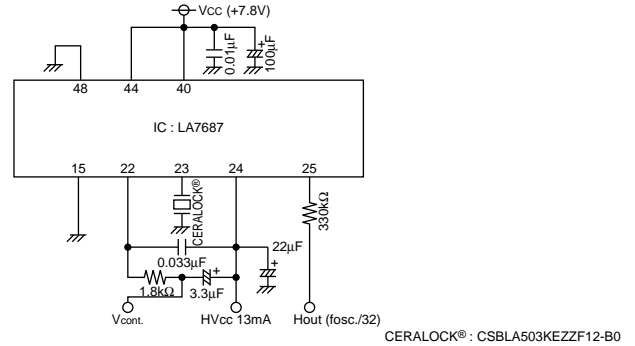 VCC (+7.8V)
0.01µF
100µF
+
48 44 40
IC : LA7687
15 22 23 24 25
CERALOCK®
330kΩ
22µF
+
0.033µF
+
1.8kΩ 3.3µF
Vcont. HVcc 13mA Hout (fosc./32)
CERALOCK® : CSBLA503KEZZF12-B0